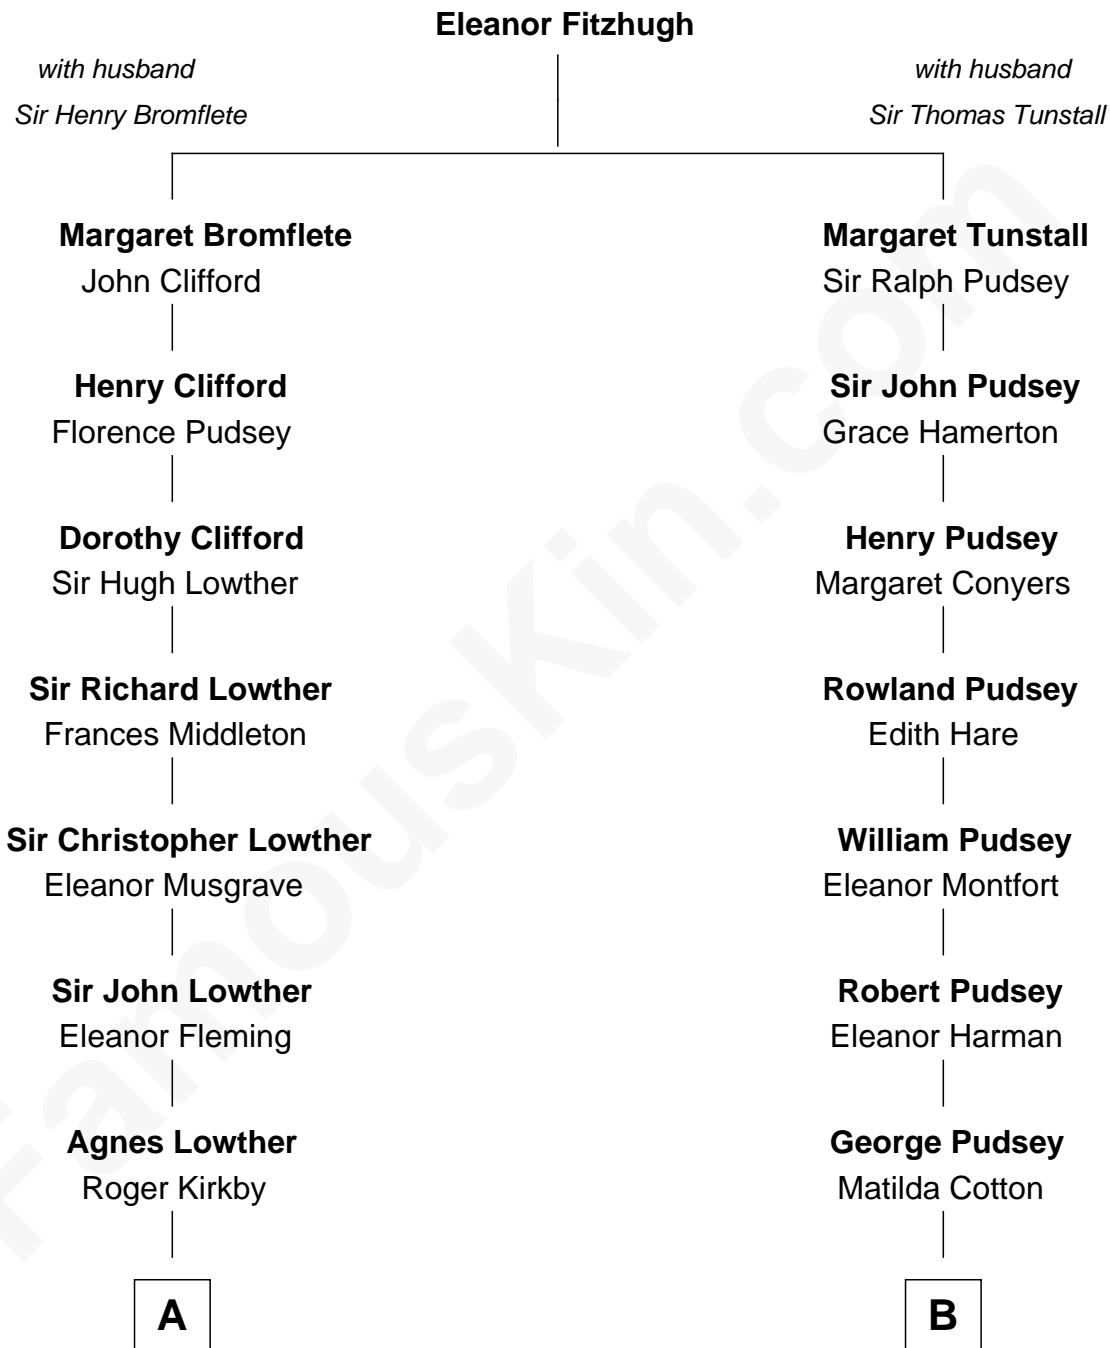 Eleanor Fitzhugh
with husband
Sir Henry Bromflete
with husband
Sir Thomas Tunstall
Margaret Bromflete
John Clifford
Margaret Tunstall
Sir Ralph Pudsey
Henry Clifford
Florence Pudsey
Sir John Pudsey
Grace Hamerton
Dorothy Clifford
Sir Hugh Lowther
Henry Pudsey
Margaret Conyers
Sir Richard Lowther
Frances Middleton
Rowland Pudsey
Edith Hare
Sir Christopher Lowther
Eleanor Musgrave
William Pudsey
Eleanor Montfort
Sir John Lowther
Eleanor Fleming
Robert Pudsey
Eleanor Harman
Agnes Lowther
Roger Kirkby
George Pudsey
Matilda Cotton
A
B
FamousKin.com